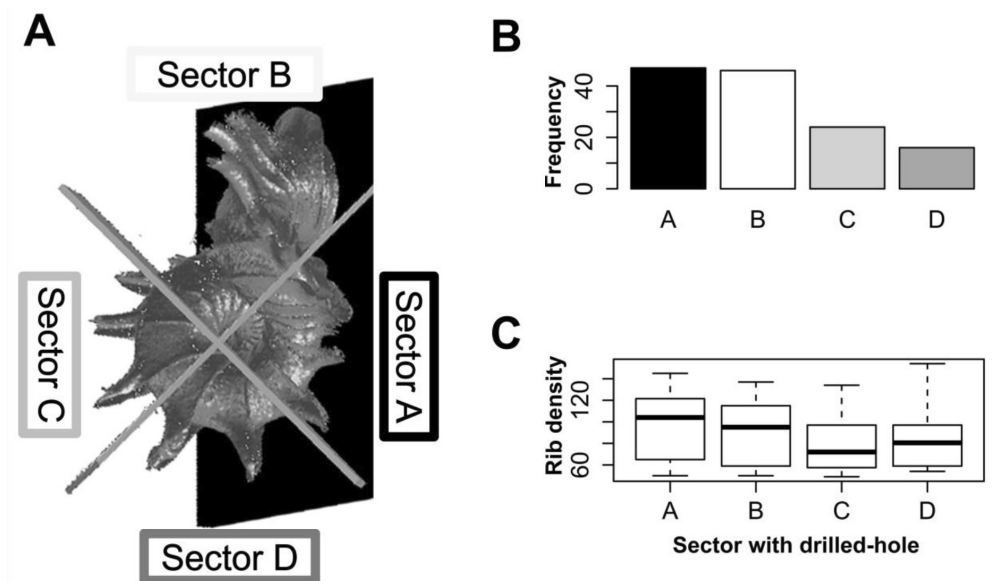 A
Sector B
Sector C
Sector A
Sector D
B
Frequency
40
20
0
A B C D
C
Rib density
120
60
A B C D
Sector with drilled-hole